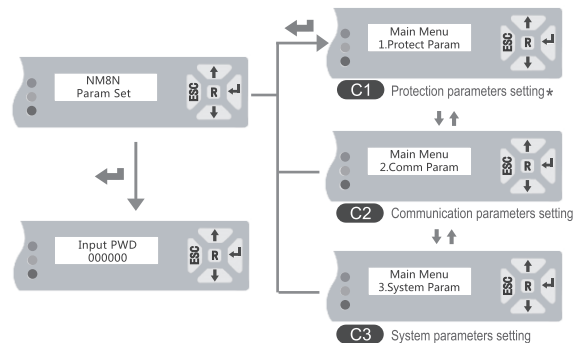 NM8N
Param Set
ESC
R
Input PWD
000000
ESC
R
Main Menu
1.Protect Param
ESC
R
C1 Protection parameters setting*
Main Menu
2.Comm Param
ESC
R
C2 Communication parameters setting
Main Menu
3.System Param
ESC
R
C3 System parameters setting